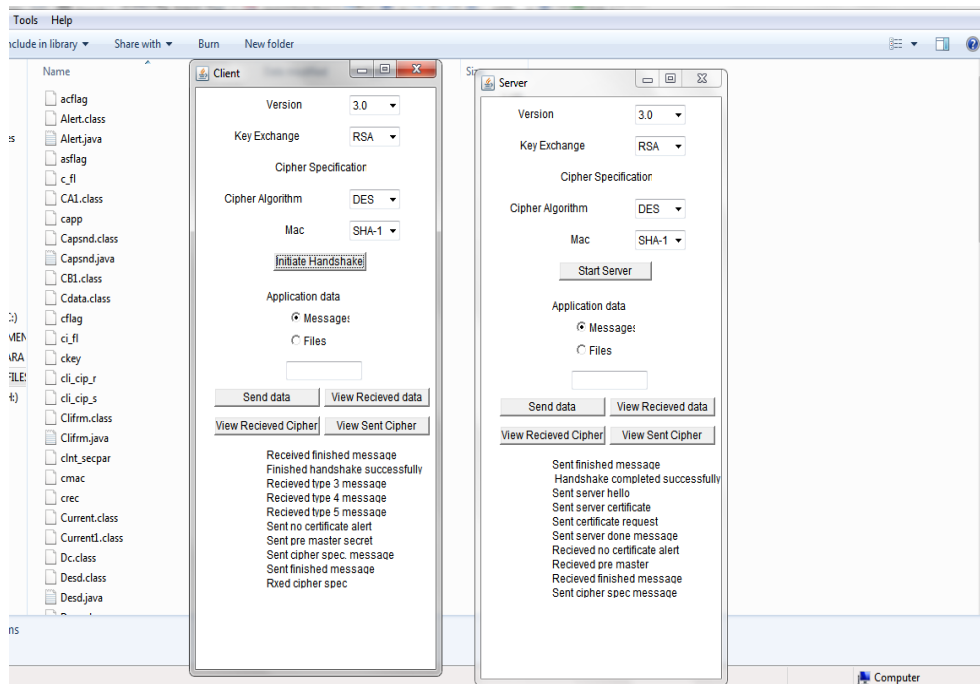 Tools Help
nclude in library Share with Burn New folder
Name
acflag
Alert.class
Alert.java
asflag
c_fl
CA1.class
capp
Capsnd.class
Capsnd.java
CB1.class
Cdata.class
cflag
ci_fl
ckey
cli_cip_r
cli_cip_s
Clifrm.class
Clifrm.java
clnt_secpar
cmac
crec
Current.class
Current1.class
Dc.class
Desd.class
Desd.java
es
:)
MEN
ARA
FILES
H:)
ms
Client
Version 3.0
Key Exchange RSA
Cipher Specification
Cipher Algorithm DES
Mac SHA-1
Initiate Handshake
Application data
Messages
Files
Send data View Recieved data
View Recieved Cipher View Sent Cipher
Received finished message
Finished handshake successfully
Recieved type 3 message
Recieved type 4 message
Recieved type 5 message
Sent no certificate alert
Sent pre master secret
Sent cipher spec. message
Sent finished message
Rxed cipher spec
Server
Version 3.0
Key Exchange RSA
Cipher Specification
Cipher Algorithm DES
Mac SHA-1
Start Server
Application data
Messages
Files
Send data View Recieved data
View Recieved Cipher View Sent Cipher
Sent finished message
Handshake completed successfully
Sent server hello
Sent server certificate
Sent certificate request
Sent server done message
Recieved no certificate alert
Recieved pre master
Recieved finished message
Sent cipher spec message
Computer